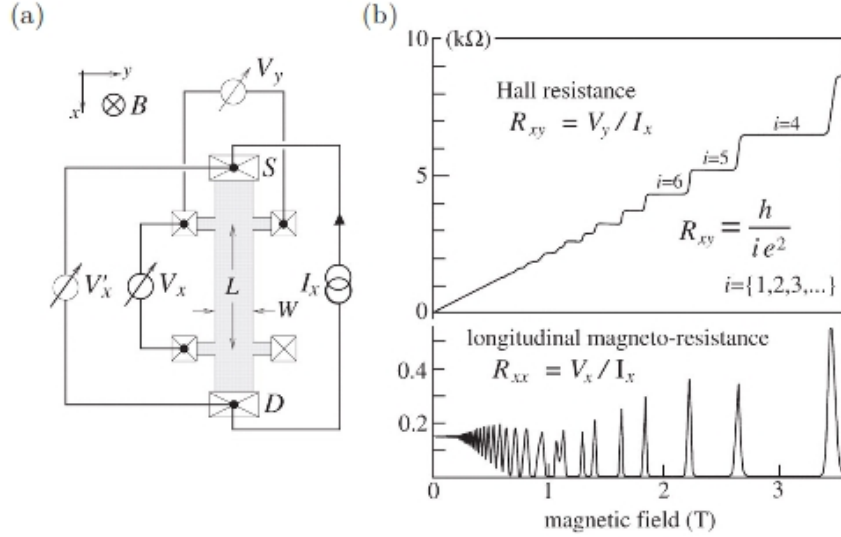 (a)
y
x
B
V_y
S
V'_x
V_x
L
I_x
W
D
(b)
10
(kΩ)
Hall resistance
R_xy = V_y / I_x
i=4
i=5
i=6
5
R_xy = h / i e²
i={1,2,3,...}
0
longitudinal magneto-resistance
R_xx = V_x / I_x
0.4
0.2
0 1 2 3
magnetic field (T)